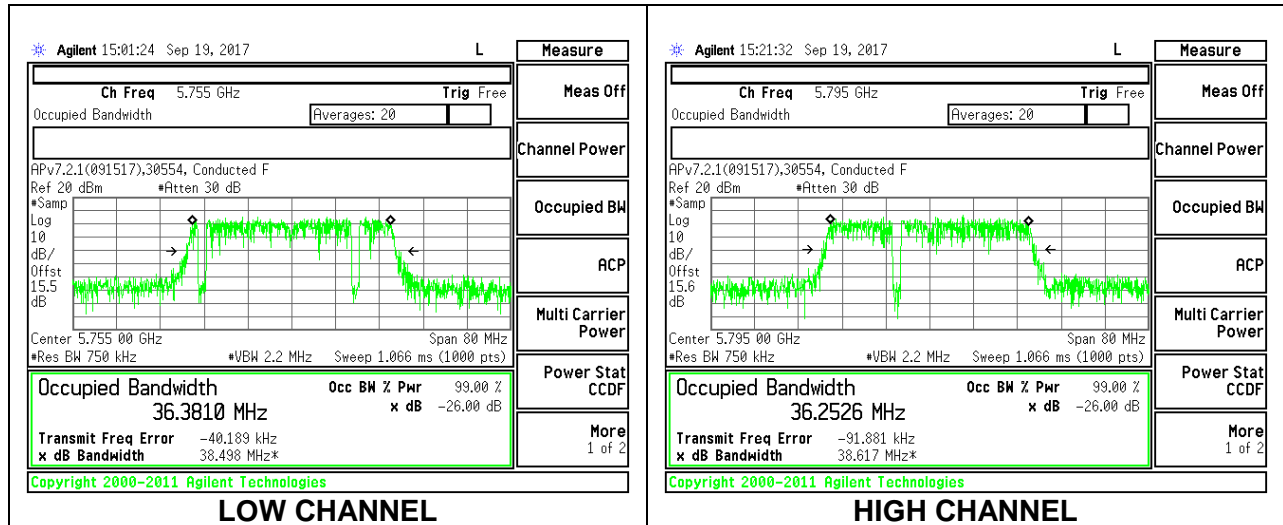 Agilent 15:01:24 Sep 19, 2017 L
Measure
Ch Freq 5.755 GHz Trig Free
Occupied Bandwidth Averages: 20
APv7.2.1(091517),30554, Conducted F
Ref 20 dBm #Atten 30 dB
#Samp
Log
10
dB/
Offst
15.5
dB
Center 5.755 00 GHz Span 80 MHz
#Res BW 750 kHz #VBW 2.2 MHz Sweep 1.066 ms (1000 pts)
Occupied Bandwidth Occ BW % Pwr 99.00 %
36.3810 MHz x dB -26.00 dB
Transmit Freq Error -40.189 kHz
x dB Bandwidth 38.498 MHz*
Copyright 2000-2011 Agilent Technologies
Meas Off
Channel Power
Occupied BW
ACP
Multi Carrier
Power
Power Stat
CCDF
More
1 of 2
LOW CHANNEL
Agilent 15:21:32 Sep 19, 2017 L
Measure
Ch Freq 5.795 GHz Trig Free
Occupied Bandwidth Averages: 20
APv7.2.1(091517),30554, Conducted F
Ref 20 dBm #Atten 30 dB
#Samp
Log
10
dB/
Offst
15.6
dB
Center 5.795 00 GHz Span 80 MHz
#Res BW 750 kHz #VBW 2.2 MHz Sweep 1.066 ms (1000 pts)
Occupied Bandwidth Occ BW % Pwr 99.00 %
36.2526 MHz x dB -26.00 dB
Transmit Freq Error -91.881 kHz
x dB Bandwidth 38.617 MHz*
Copyright 2000-2011 Agilent Technologies
Meas Off
Channel Power
Occupied BW
ACP
Multi Carrier
Power
Power Stat
CCDF
More
1 of 2
HIGH CHANNEL